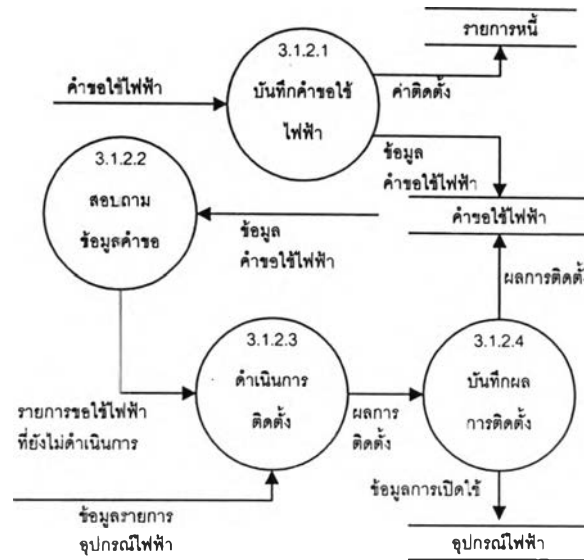 รายการหนี้
3.1.2.1
บันทึกคำขอใช้
ไฟฟ้า
คำขอใช้ไฟฟ้า
ค่าติดตั้ง
ข้อมูล
คำขอใช้ไฟฟ้า
3.1.2.2
สอบถาม
ข้อมูลคำขอ
คำขอใช้ไฟฟ้า
ข้อมูล
คำขอใช้ไฟฟ้า
ผลการติดตั้ง
3.1.2.3
ดำเนินการ
ติดตั้ง
3.1.2.4
บันทึกผล
การติดตั้ง
รายการขอใช้ไฟฟ้า
ที่ยังไม่ดำเนินการ
ผลการ
ติดตั้ง
ข้อมูลการเปิดใช้
ข้อมูลรายการ
อุปกรณ์ไฟฟ้า
อุปกรณ์ไฟฟ้า